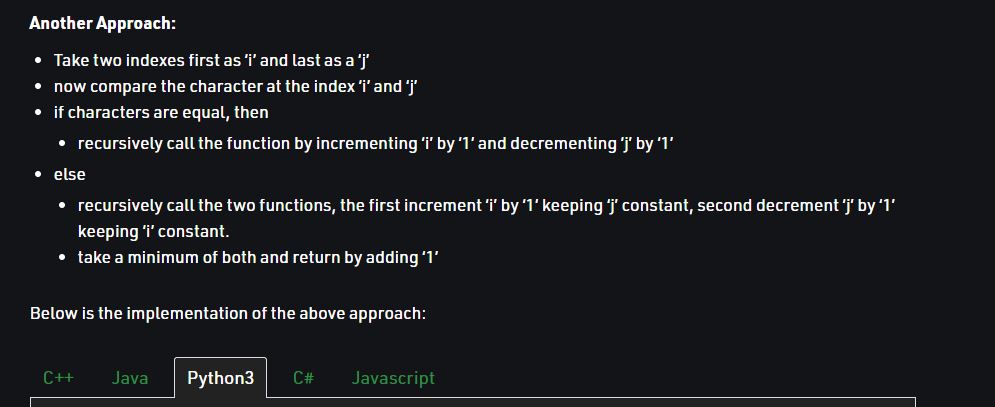 Another Approach:
Take two indexes first as ‘i’ and last as a ‘j’
now compare the character at the index ‘i’ and ‘j’
if characters are equal, then
recursively call the function by incrementing ‘i’ by ‘1’ and decrementing ‘j’ by ‘1’
else
recursively call the two functions, the first increment ‘i’ by ‘1’ keeping ‘j’ constant, second decrement ‘j’ by ‘1’
keeping ‘i’ constant.
take a minimum of both and return by adding ‘1’
Below is the implementation of the above approach:
C++ Java Python3 C# Javascript